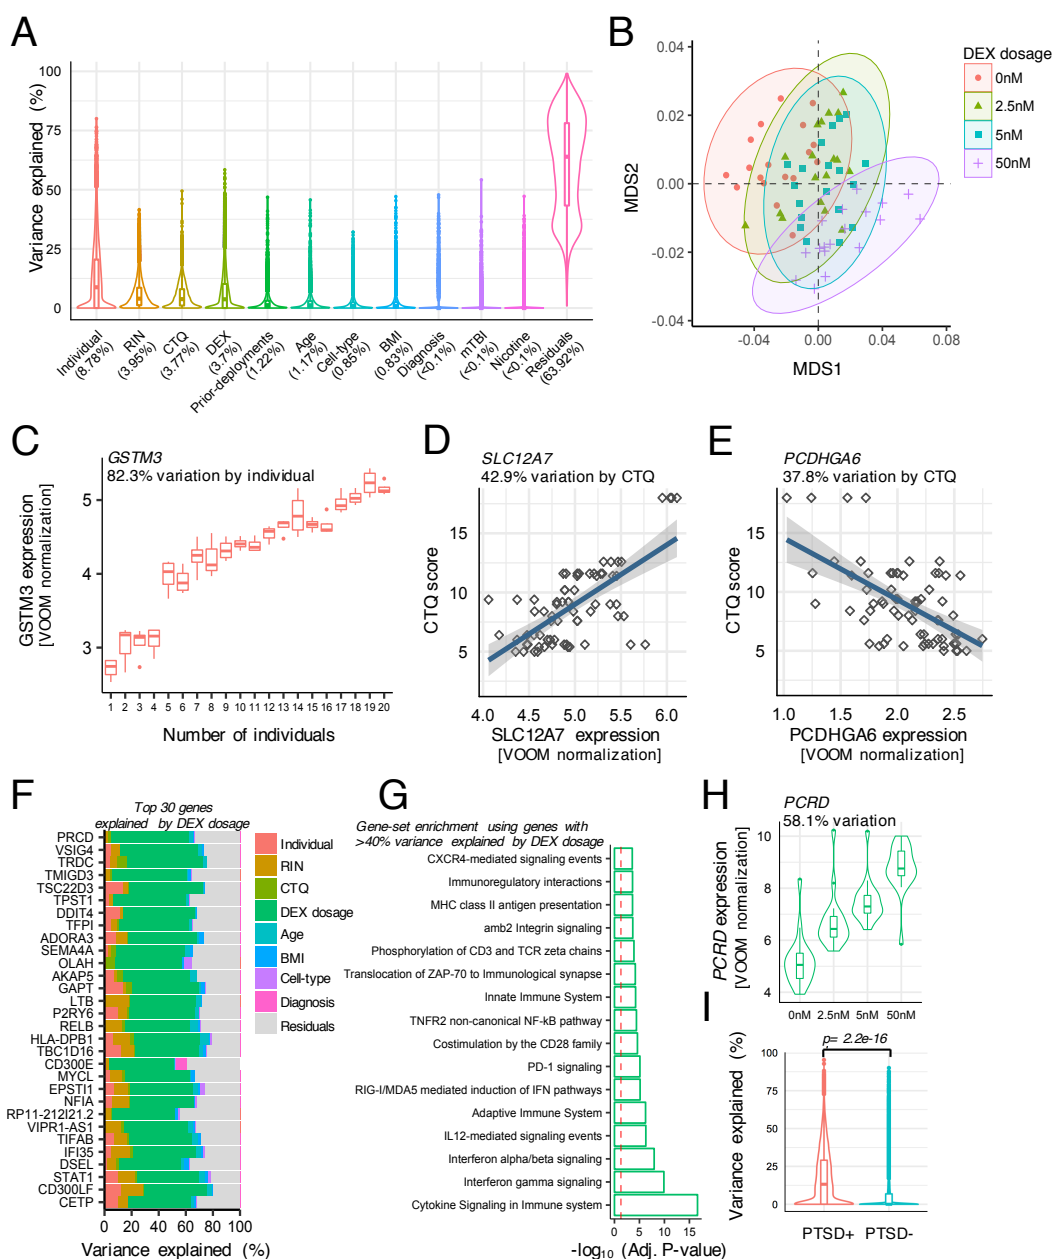 A
Variance explained (%)
100
75
50
25
0
Individual
(8.78%)
RIN
(3.95%)
CTQ
(3.77%)
DEX
(3.7%)
Prior-deployments
(1.22%)
Age
(1.17%)
Cell-type
(0.85%)
BMI
(0.83%)
Diagnosis
(<0.1%)
mTBI
(<0.1%)
Nicotine
(<0.1%)
Residuals
(63.92%)
B
MDS2
0.04
0.02
0.00
-0.02
-0.04
-0.04
0.00
0.04
0.08
MDS1
DEX dosage
0nM
2.5nM
5nM
50nM
C
GSTM3
82.3% variation by individual
GSTM3 expression
[VOOM normalization]
5
4
3
1 2 3 4 5 6 7 8 9 10 11 12 13 14 15 16 17 18 19 20
Number of individuals
D
SLC12A7
42.9% variation by CTQ
CTQ score
15
10
5
4.0 4.5 5.0 5.5 6.0
SLC12A7 expression
[VOOM normalization]
E
PCDHGA6
37.8% variation by CTQ
CTQ score
15
10
5
1.0 1.5 2.0 2.5
PCDHGA6 expression
[VOOM normalization]
F
Top 30 genes
explained by DEX dosage
PRCD
VSIG4
TRDC
TMIGD3
TSC22D3
TPST1
DDIT4
TFPI
ADORA3
SEMA4A
OLAH
AKAP5
GAPT
LTB
P2RY6
RELB
HLA-DPB1
TBC1D16
CD300E
MYCL
EPSTI1
NFIA
RP11-212I21.2
VIPR1-AS1
TIFAB
IFI35
DSEL
STAT1
CD300LF
CETP
0 20 40 60 80 100
Variance explained (%)
Individual
RIN
CTQ
DEX dosage
Age
BMI
Cell-type
Diagnosis
Residuals
G
Gene-set enrichment using genes with
>40% variance explained by DEX dosage
CXCR4-mediated signaling events
Immunoregulatory interactions
MHC class II antigen presentation
amb2 Integrin signaling
Phosphorylation of CD3 and TCR zeta chains
Translocation of ZAP-70 to Immunological synapse
Innate Immune System
TNFR2 non-canonical NF-kB pathway
Costimulation by the CD28 family
PD-1 signaling
RIG-I/MDA5 mediated induction of IFN pathways
Adaptive Immune System
IL12-mediated signaling events
Interferon alpha/beta signaling
Interferon gamma signaling
Cytokine Signaling in Immune system
0 5 10 15
-log10 (Adj. P-value)
H
PCRD
58.1% variation
PCRD expression
[VOOM normalization]
10
8
6
4
0nM 2.5nM 5nM 50nM
I
p= 2.2e-16
Variance explained (%)
100
75
50
25
0
PTSD+ PTSD-